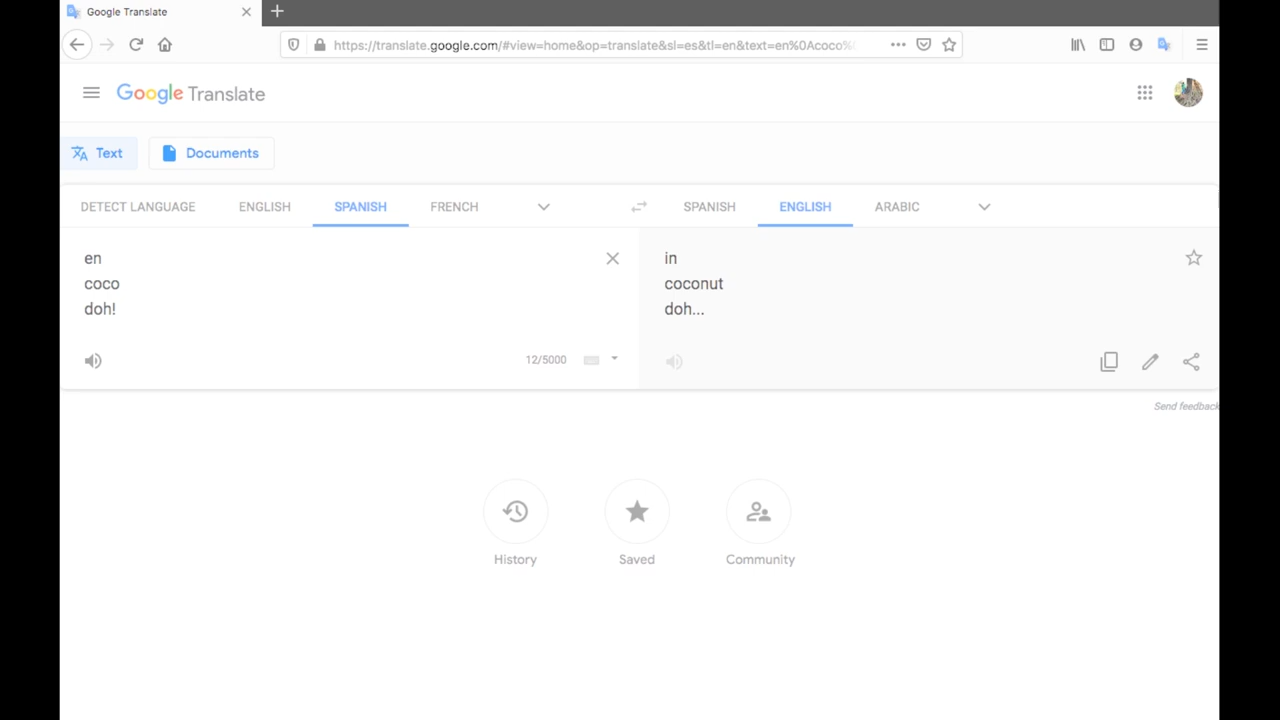 Google Translate
https://translate.google.com/#view=home&op=translate&sl=es&tl=en&text=en%0Acoco%
Google Translate
Text
Documents
DETECT LANGUAGE ENGLISH SPANISH FRENCH SPANISH ENGLISH ARABIC
en
coco
doh!
in
coconut
doh...
12/5000
Send feedback
History
Saved
Community